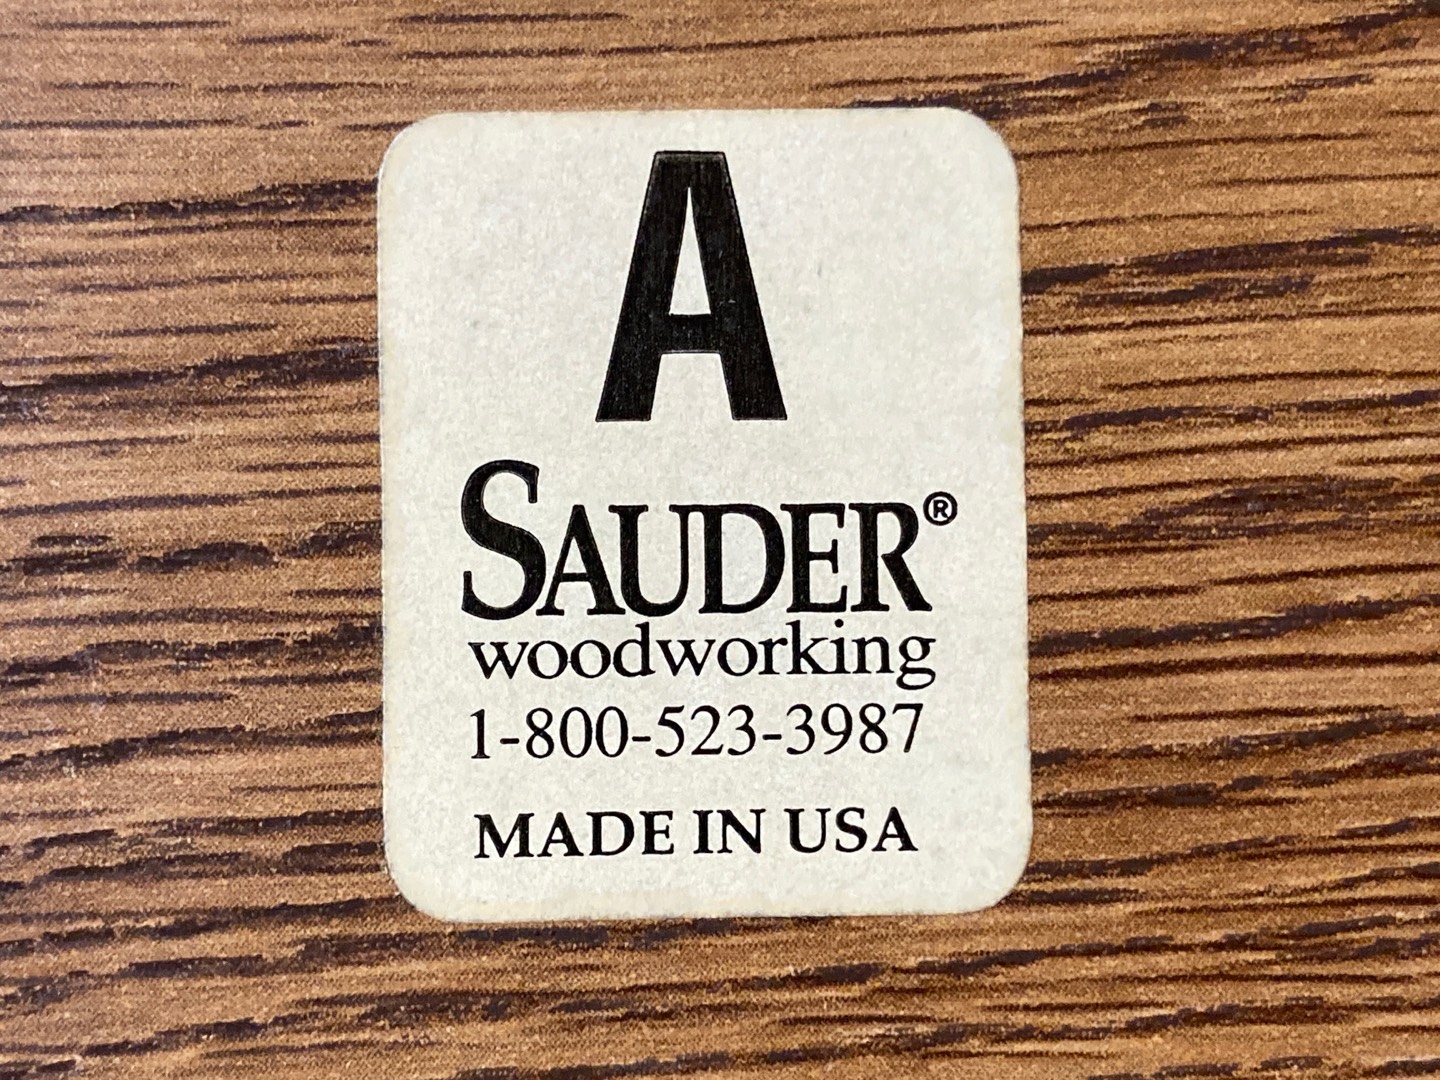 A
SAUDER®
woodworking
1-800-523-3987
MADE IN USA